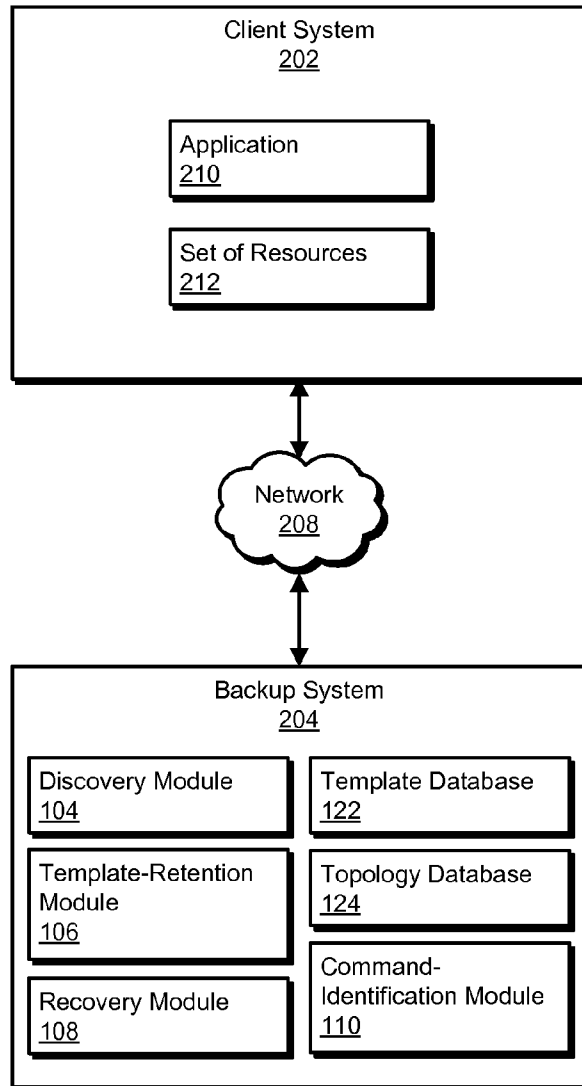 Client System
202
Application
210
Set of Resources
212
Network
208
Backup System
204
Discovery Module
104
Template-Retention
Module
106
Recovery Module
108
Template Database
122
Topology Database
124
Command-
Identification Module
110